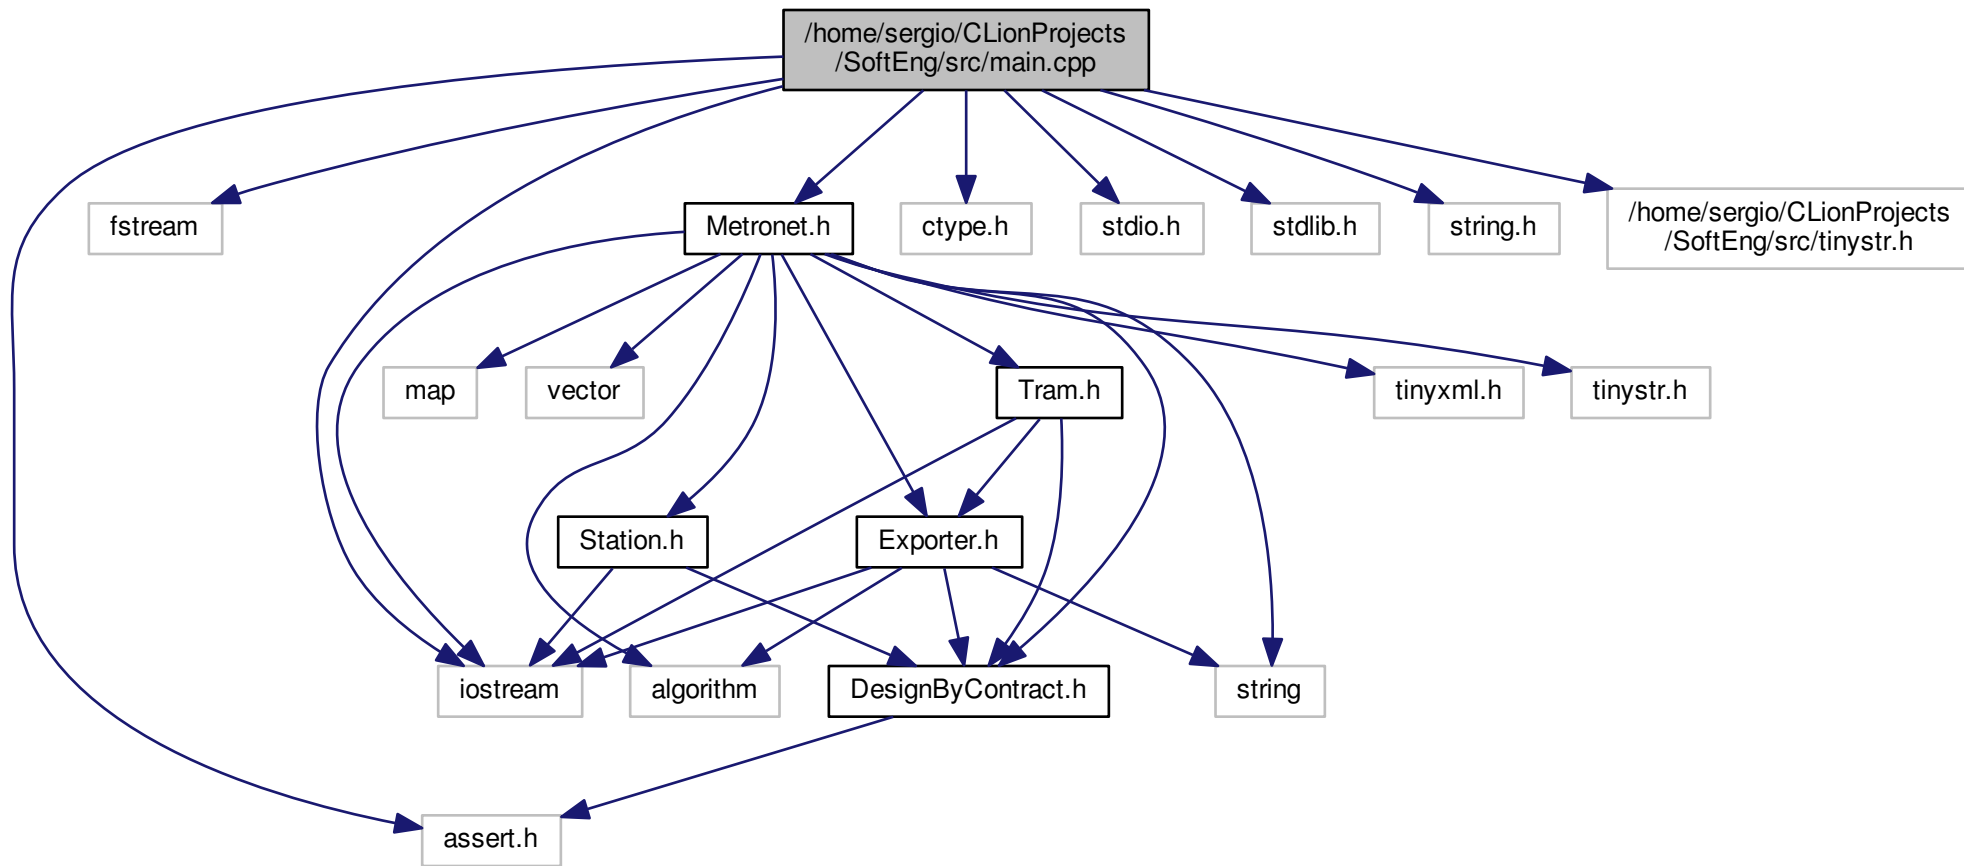 /home/sergio/CLionProjects
/SoftEng/src/main.cpp
fstream
Metronet.h
ctype.h
stdio.h
stdlib.h
string.h
/home/sergio/CLionProjects
/SoftEng/src/tinystr.h
map
vector
Tram.h
tinyxml.h
tinystr.h
Station.h
Exporter.h
iostream
algorithm
DesignByContract.h
string
assert.h